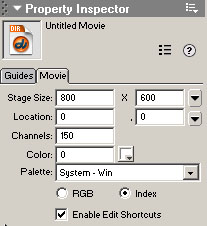 Property Inspector
DIR
Untitled Movie
?
Guides Movie
Stage Size: 800 X 600
Location: 0 , 0
Channels: 150
Color: 0
Palette: System - Win
RGB Index
Enable Edit Shortcuts